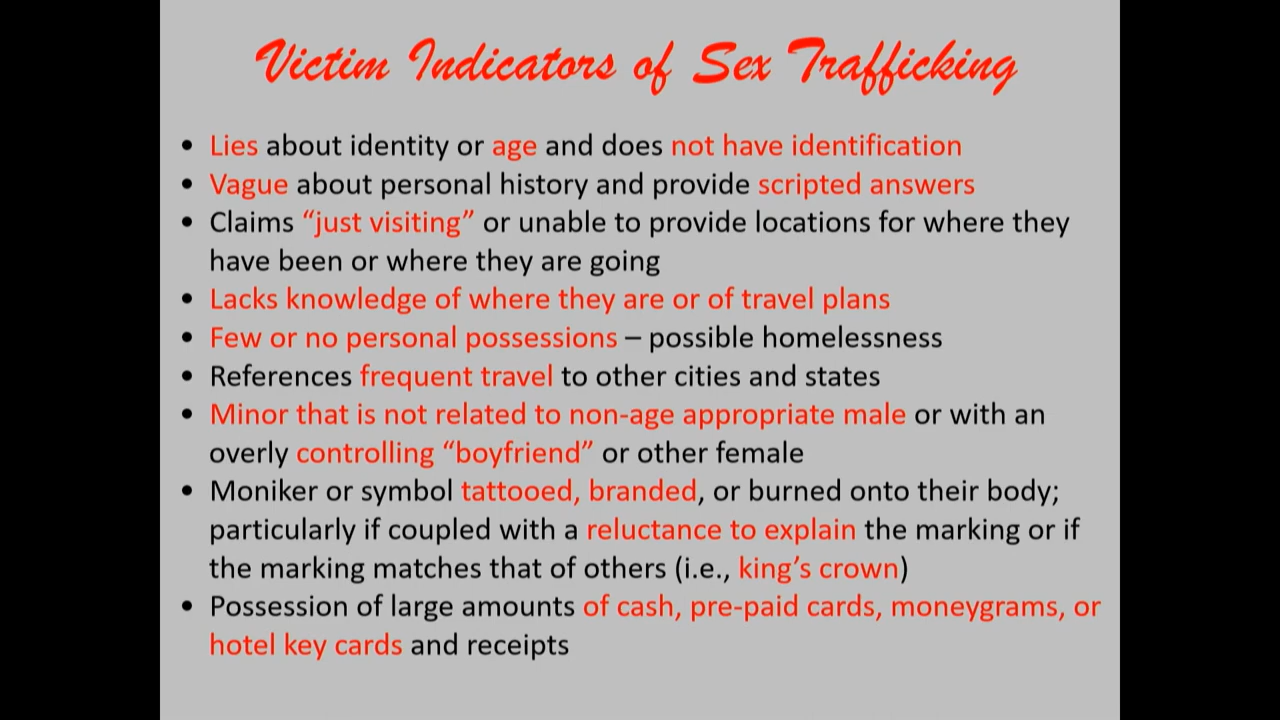 Victim Indicators of Sex Trafficking
• Lies about identity or age and does not have identification
• Vague about personal history and provide scripted answers
• Claims “just visiting” or unable to provide locations for where they
have been or where they are going
• Lacks knowledge of where they are or of travel plans
• Few or no personal possessions – possible homelessness
• References frequent travel to other cities and states
• Minor that is not related to non-age appropriate male or with an
overly controlling “boyfriend” or other female
• Moniker or symbol tattooed, branded, or burned onto their body;
particularly if coupled with a reluctance to explain the marking or if
the marking matches that of others (i.e., king’s crown)
• Possession of large amounts of cash, pre-paid cards, moneygrams, or
hotel key cards and receipts